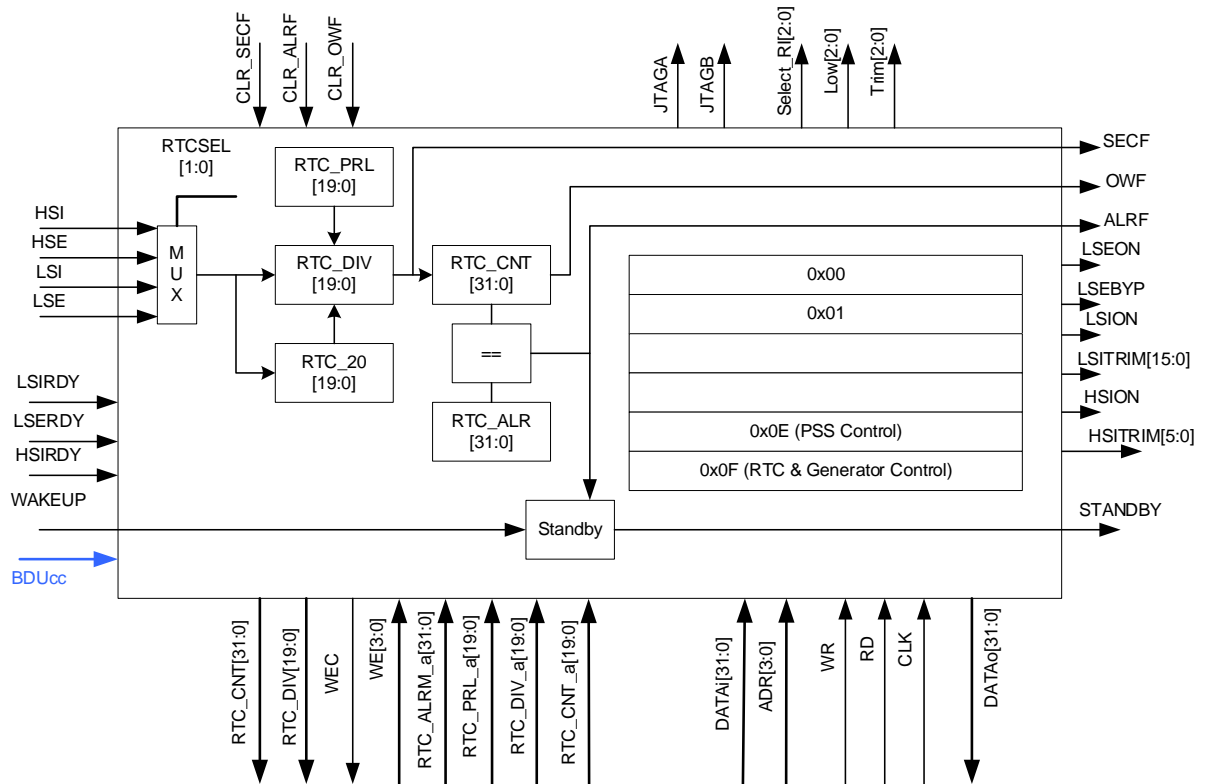 CLR_SECF
CLR_ALRF
CLR_OWF
JTAGA
JTAGB
Select_RI[2:0]
Low[2:0]
Trim[2:0]
RTCSEL
[1:0]
RTC_PRL
[19:0]
SECF
OWF
ALRF
HSI
HSE
LSI
LSE
M
U
X
RTC_DIV
[19:0]
RTC_CNT
[31:0]
0x00
0x01
0x0E (PSS Control)
0x0F (RTC & Generator Control)
LSEON
LSEBYP
LSION
LSITRIM[15:0]
HSION
HSITRIM[5:0]
==
RTC_20
[19:0]
RTC_ALR
[31:0]
LSIRDY
LSERDY
HSIRDY
WAKEUP
Standby
STANDBY
BDUcc
RTC_CNT[31:0]
RTC_DIV[19:0]
WEC
WE[3:0]
RTC_ALRM_a[31:0]
RTC_PRL_a[19:0]
RTC_DIV_a[19:0]
RTC_CNT_a[19:0]
DATAi[31:0]
ADR[3:0]
WR
RD
CLK
DATAo[31:0]